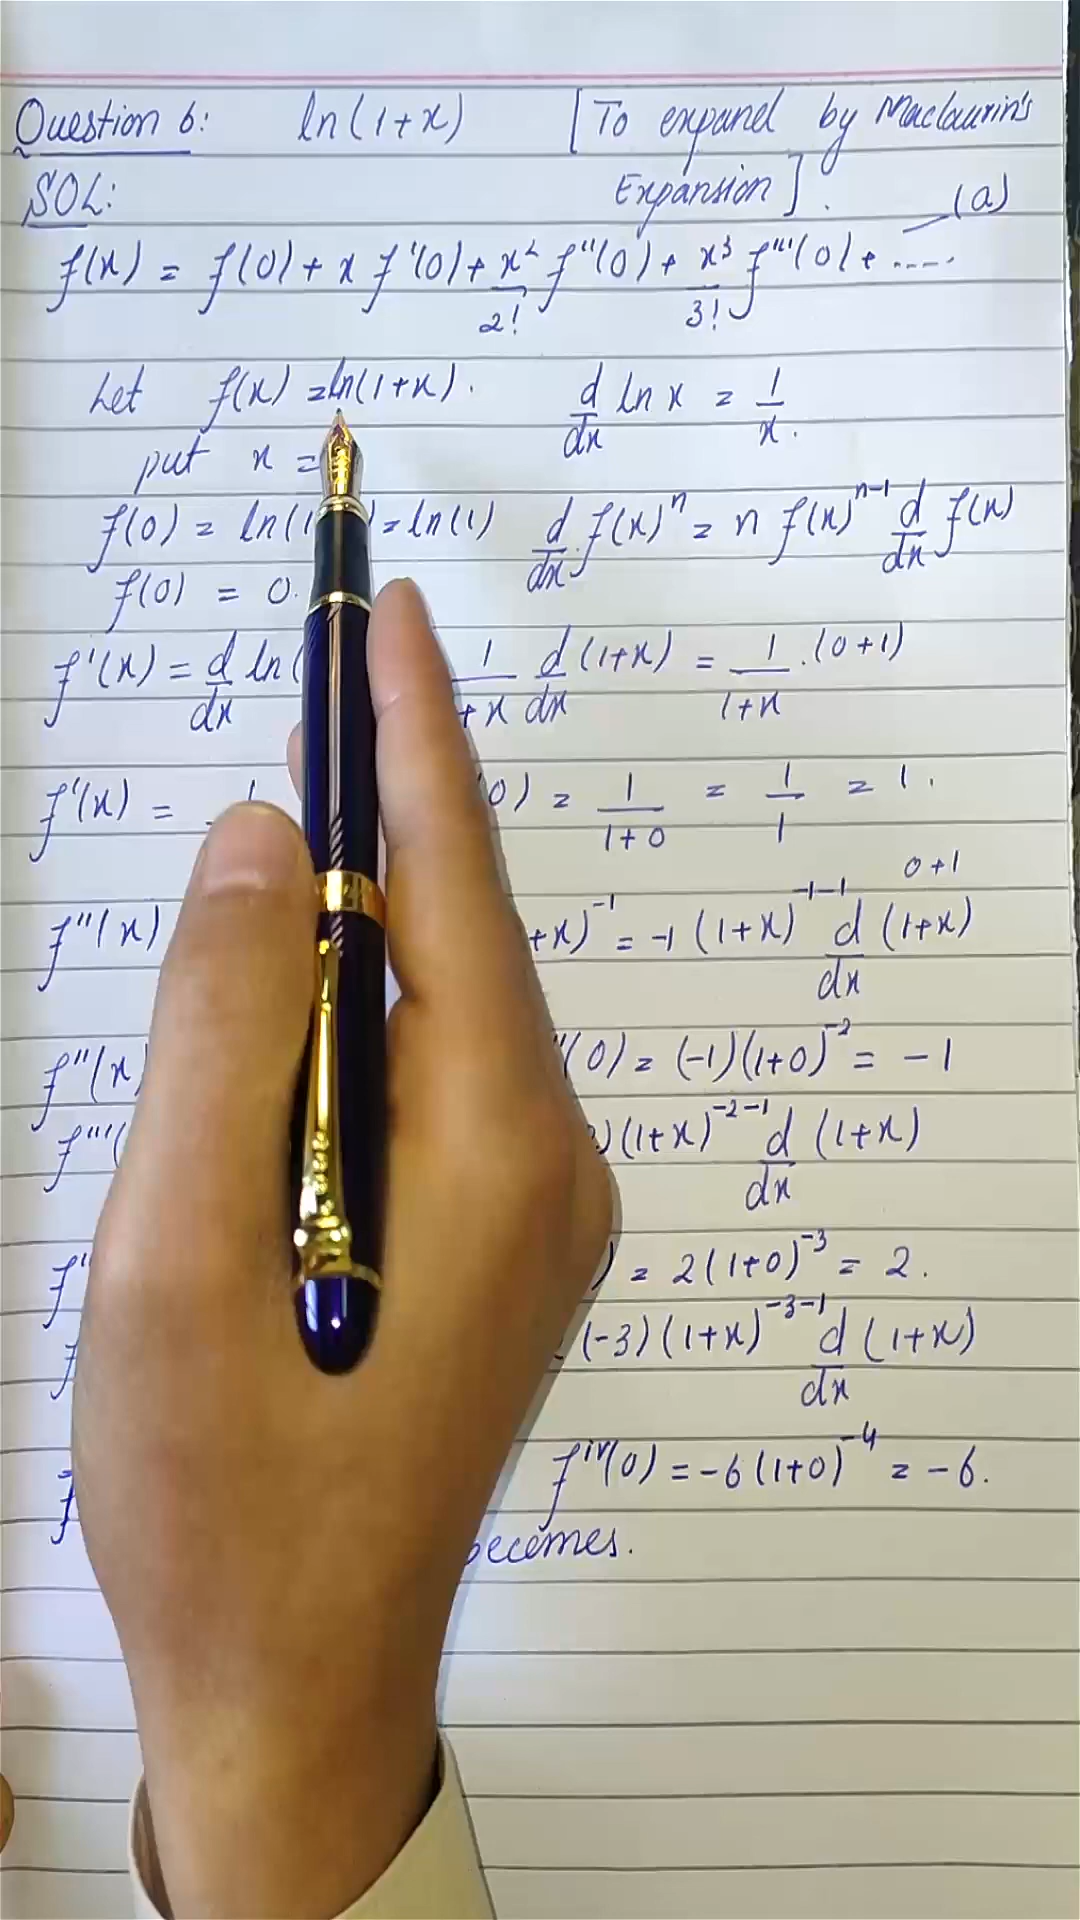 Question 6: ln(1+x) [To expand by Maclaurin's
SOL: Expansion].
f(x) = f(0) + x f'(0) + x²/2! f''(0) + x³/3! f'''(0) + ..... (a)
Let f(x) = ln(1+x). d/dx ln x = 1/x.
put x =
f(0) = ln(1 ) = ln(1) d/dx f(x)ⁿ = n f(x)ⁿ⁻¹ d/dx f(x)
f(0) = 0.
f'(x) = d/dx ln( 1/ +x d/dx (1+x) = 1/1+x . (0+1)
f'(x) = 1 0) = 1/1+0 = 1/1 = 1.
0+1
f''(x) +x)⁻¹ = -1 (1+x)⁻¹⁻¹ d/dx (1+x)
f''(x) ''(0) = (-1)(1+0)⁻² = -1
f'''( )(1+x)⁻²⁻¹ d/dx (1+x)
f'' ) = 2(1+0)⁻³ = 2.
f (-3)(1+x)⁻³⁻¹ d/dx (1+x)
f fⁱᵛ(0) = -6(1+0)⁻⁴ = -6.
becomes.